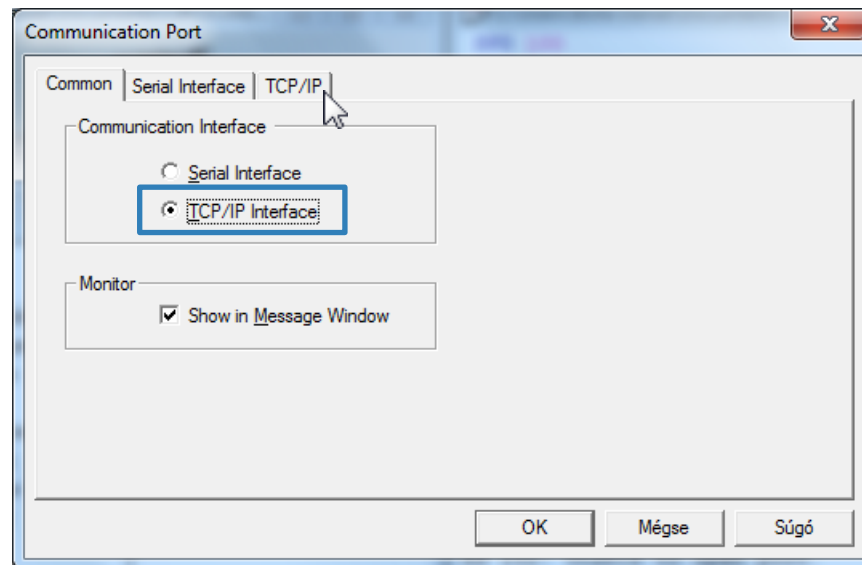 Communication Port
Common Serial Interface TCP/IP
Communication Interface
Serial Interface
TCP/IP Interface
Monitor
Show in Message Window
OK Mégse Súgó